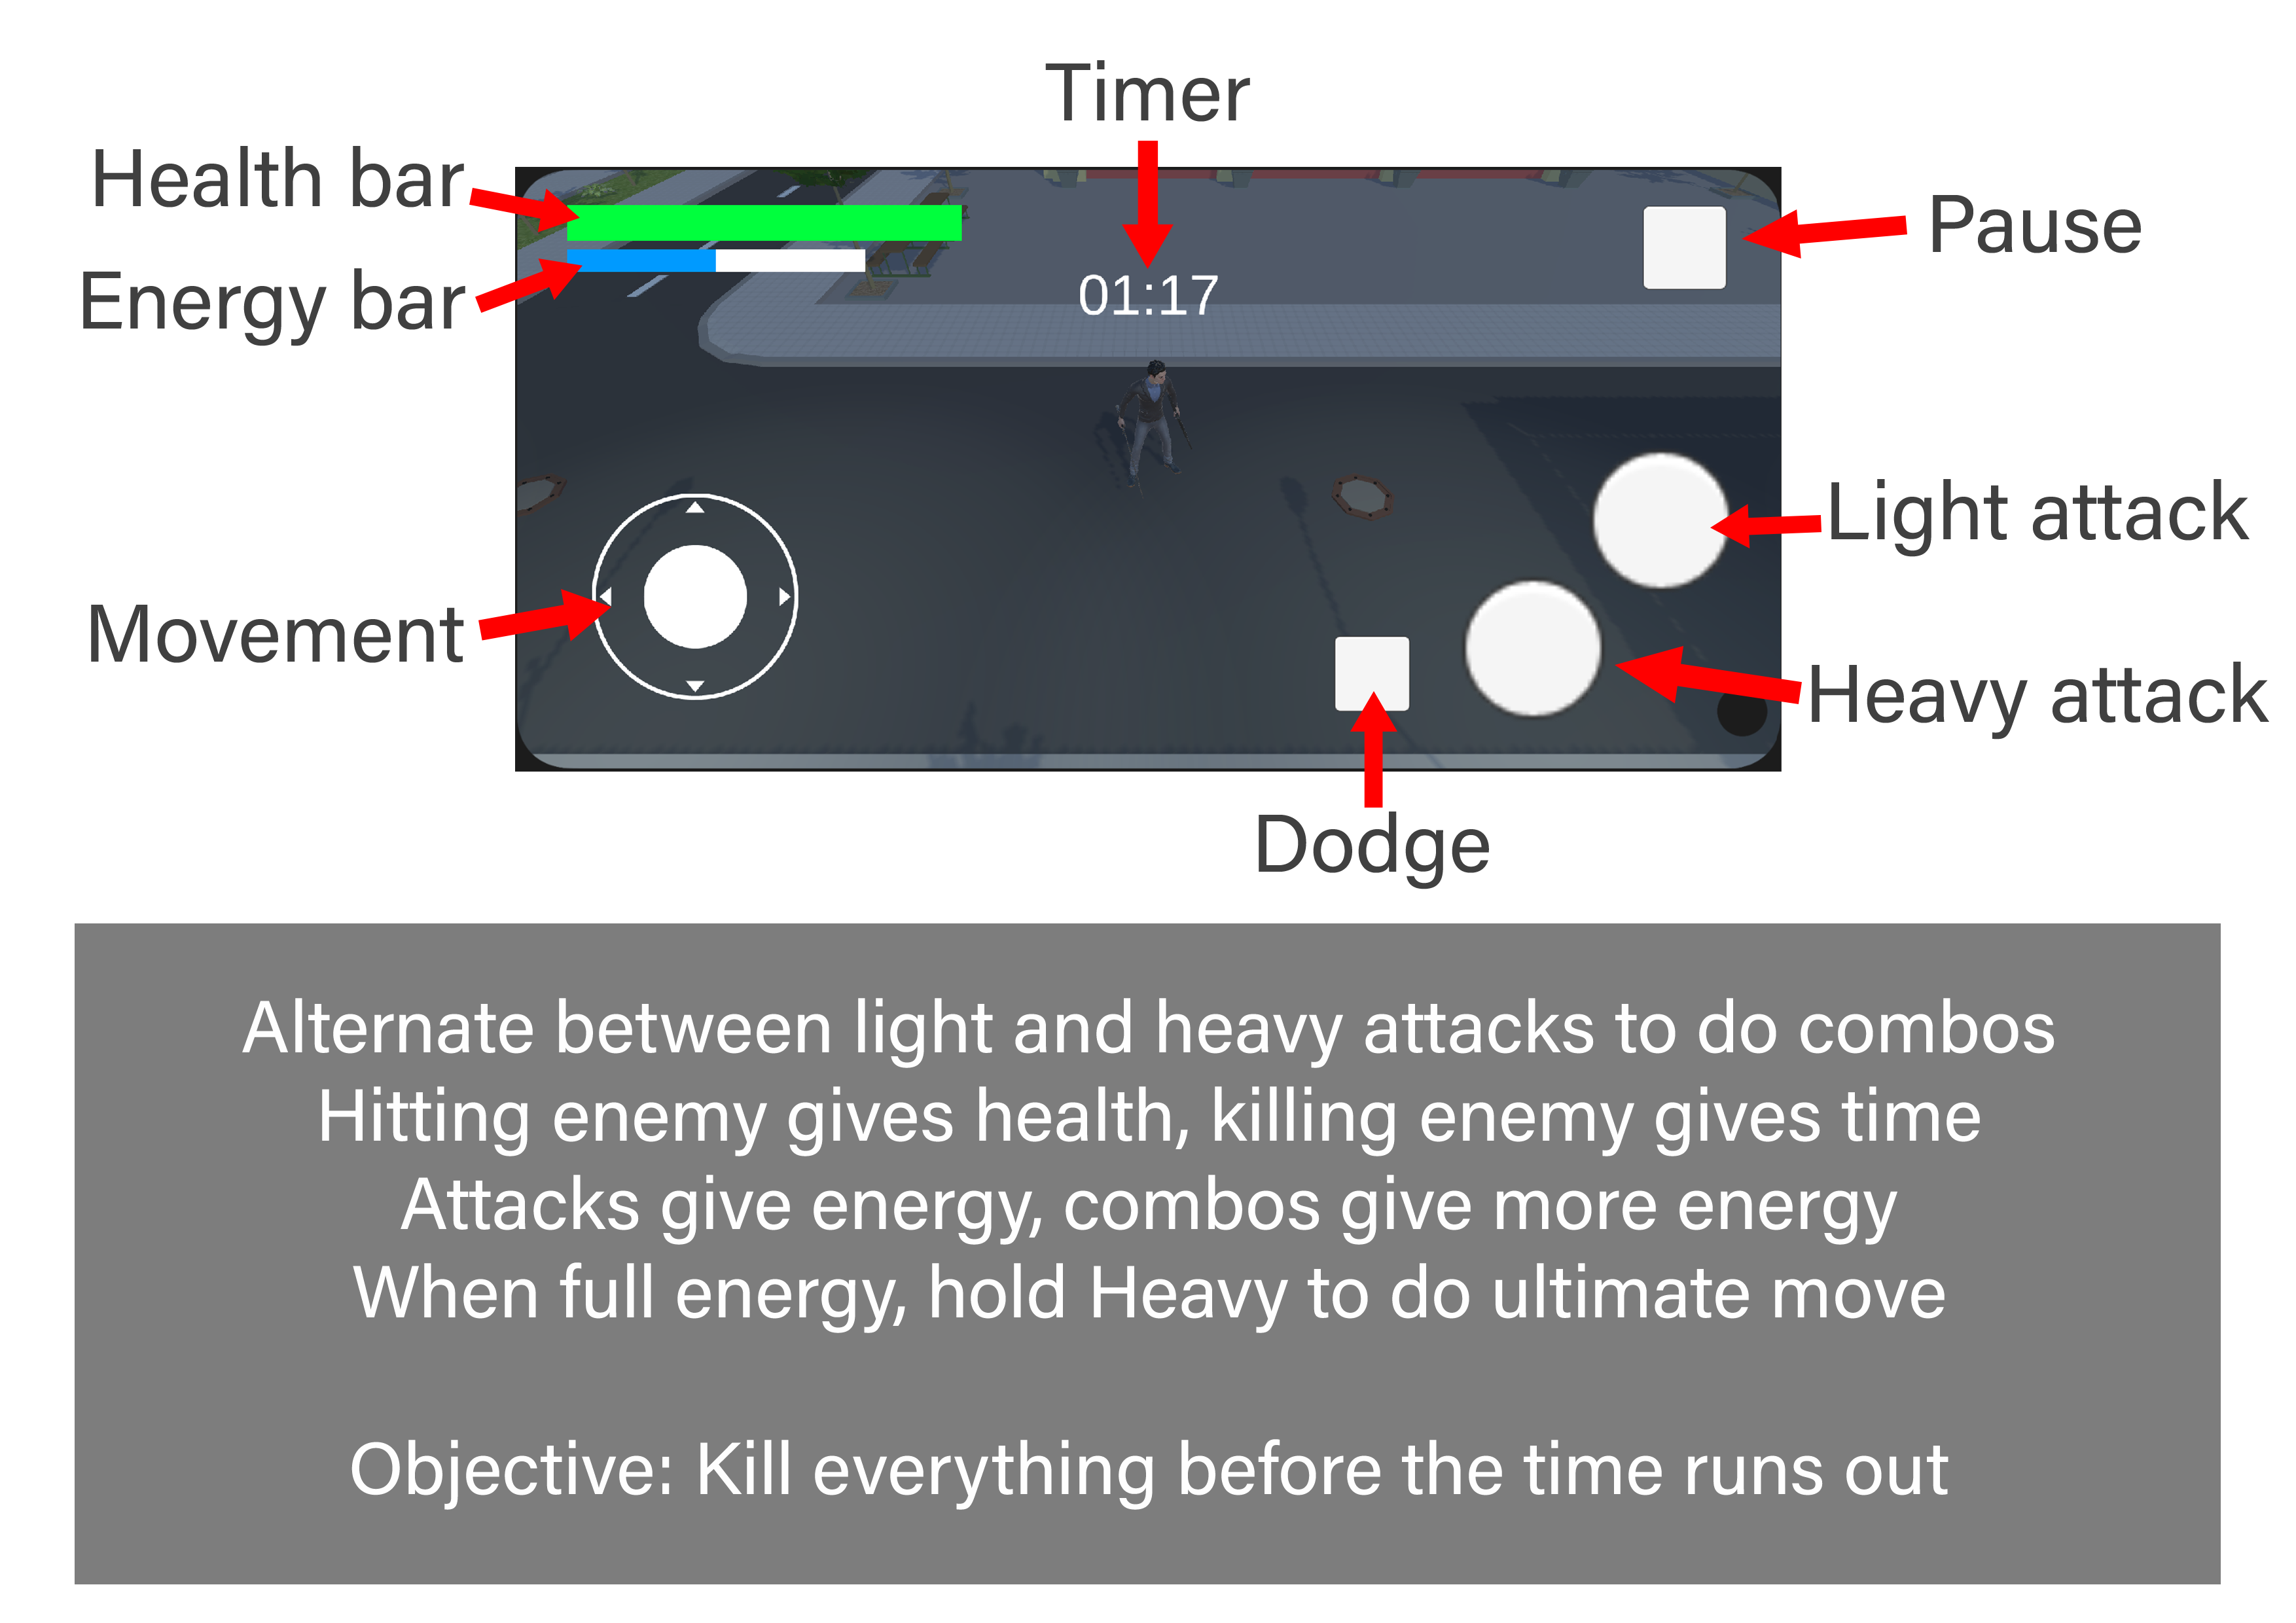 Timer
Health bar
Pause
Energy bar
01:17
Light attack
Movement
Heavy attack
Dodge
Alternate between light and heavy attacks to do combos
Hitting enemy gives health, killing enemy gives time
Attacks give energy, combos give more energy
When full energy, hold Heavy to do ultimate move
Objective: Kill everything before the time runs out